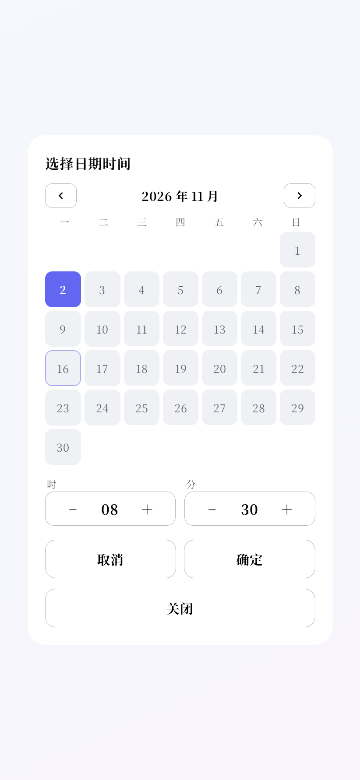 选择日期时间
2026 年 11 月
一 二 三 四 五 六 日
1
2 3 4 5 6 7 8
9 10 11 12 13 14 15
16 17 18 19 20 21 22
23 24 25 26 27 28 29
30
时 分
− 08 + − 30 +
取消 确定
关闭